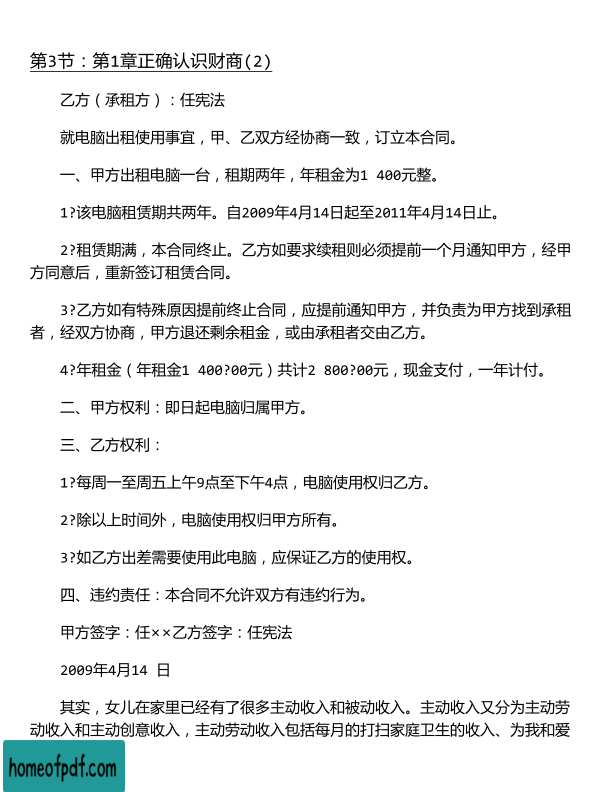 第3节：第1章正确认识财商(2)
乙方（承租方）：任宪法
就电脑出租使用事宜，甲、乙双方经协商一致，订立本合同。
一、甲方出租电脑一台，租期两年，年租金为1 400元整。
1?该电脑租赁期共两年。自2009年4月14日起至2011年4月14日止。
2?租赁期满，本合同终止。乙方如要求续租则必须提前一个月通知甲方，经甲
方同意后，重新签订租赁合同。
3?乙方如有特殊原因提前终止合同，应提前通知甲方，并负责为甲方找到承租
者，经双方协商，甲方退还剩余租金，或由承租者交由乙方。
4?年租金（年租金1 400?00元）共计2 800?00元，现金支付，一年计付。
二、甲方权利：即日起电脑归属甲方。
三、乙方权利：
1?每周一至周五上午9点至下午4点，电脑使用权归乙方。
2?除以上时间外，电脑使用权归甲方所有。
3?如乙方出差需要使用此电脑，应保证乙方的使用权。
四、违约责任：本合同不允许双方有违约行为。
甲方签字：任××乙方签字：任宪法
2009年4月14 日
其实，女儿在家里已经有了很多主动收入和被动收入。主动收入又分为主动劳
动收入和主动创意收入，主动劳动收入包括每月的打扫家庭卫生的收入、为我和爱
homeofpdf.com